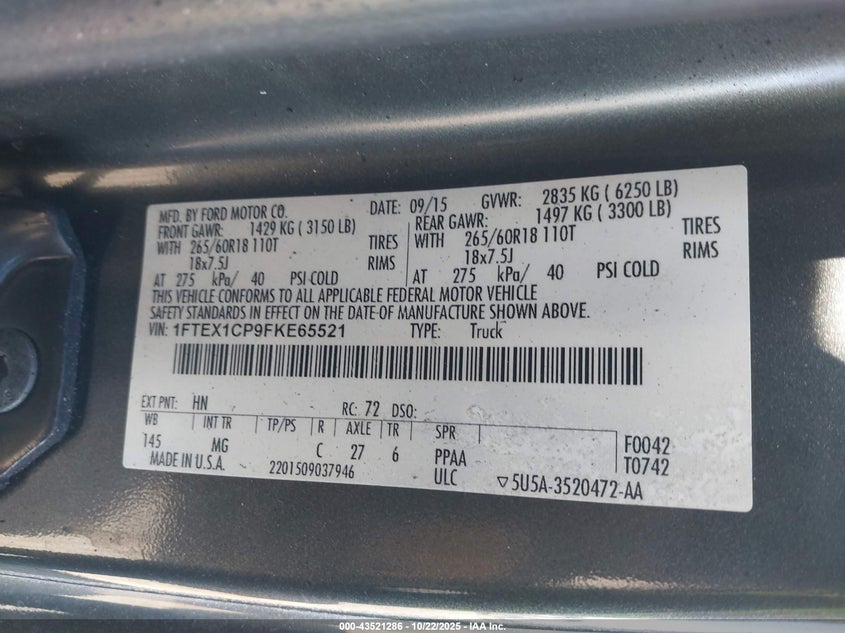 MFD. BY FORD MOTOR CO. DATE: 09/15 GVWR: 2835 KG ( 6250 LB)
FRONT GAWR: 1429 KG ( 3150 LB) REAR GAWR: 1497 KG ( 3300 LB)
WITH 265/60R18 110T TIRES WITH 265/60R18 110T TIRES
18x7.5J RIMS 18x7.5J RIMS
AT 275 kPa/ 40 PSI COLD AT 275 kPa/ 40 PSI COLD
THIS VEHICLE CONFORMS TO ALL APPLICABLE FEDERAL MOTOR VEHICLE
SAFETY STANDARDS IN EFFECT ON THE DATE OF MANUFACTURE SHOWN ABOVE.
VIN: 1FTEX1CP9FKE65521 TYPE: Truck
EXT PNT: HN RC: 72 DSO:
WB INT TR TP/PS R AXLE TR SPR
145 MG C 27 6 PPAA F0042
MADE IN U.S.A. 2201509037946 ULC T0742
▽5U5A-3520472-AA
000-43521286 - 10/22/2025 - IAA Inc.